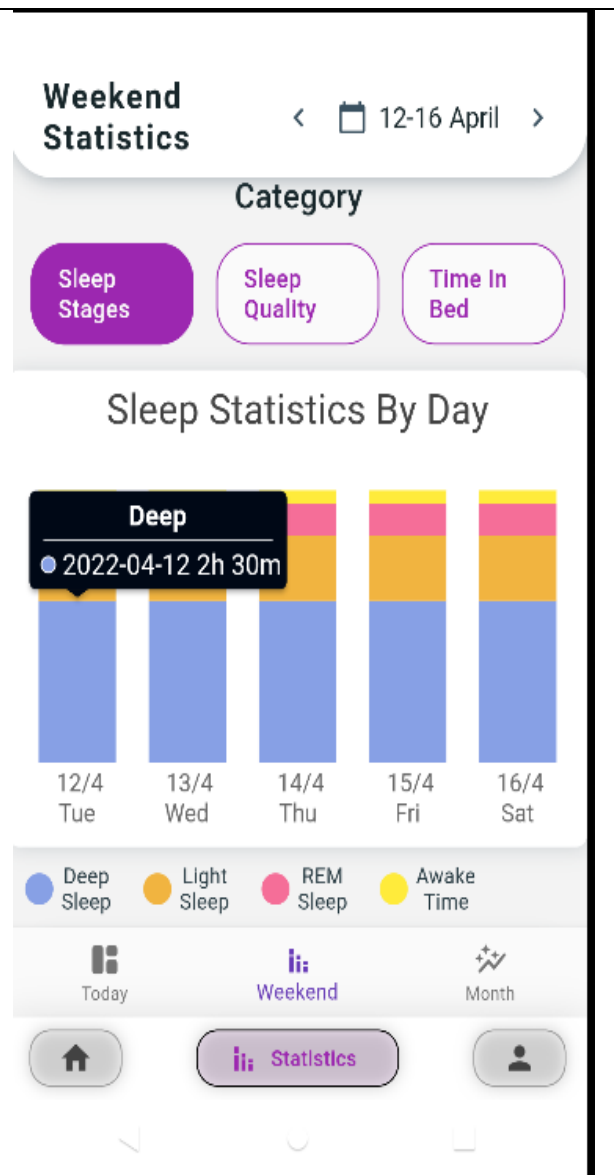 Weekend
Statistics
12-16 April
Category
Sleep
Stages
Sleep
Quality
Time In
Bed
Sleep Statistics By Day
Deep
2022-04-12 2h 30m
12/4
Tue
13/4
Wed
14/4
Thu
15/4
Fri
16/4
Sat
Deep
Sleep
Light
Sleep
REM
Sleep
Awake
Time
Today
Weekend
Month
Statistics